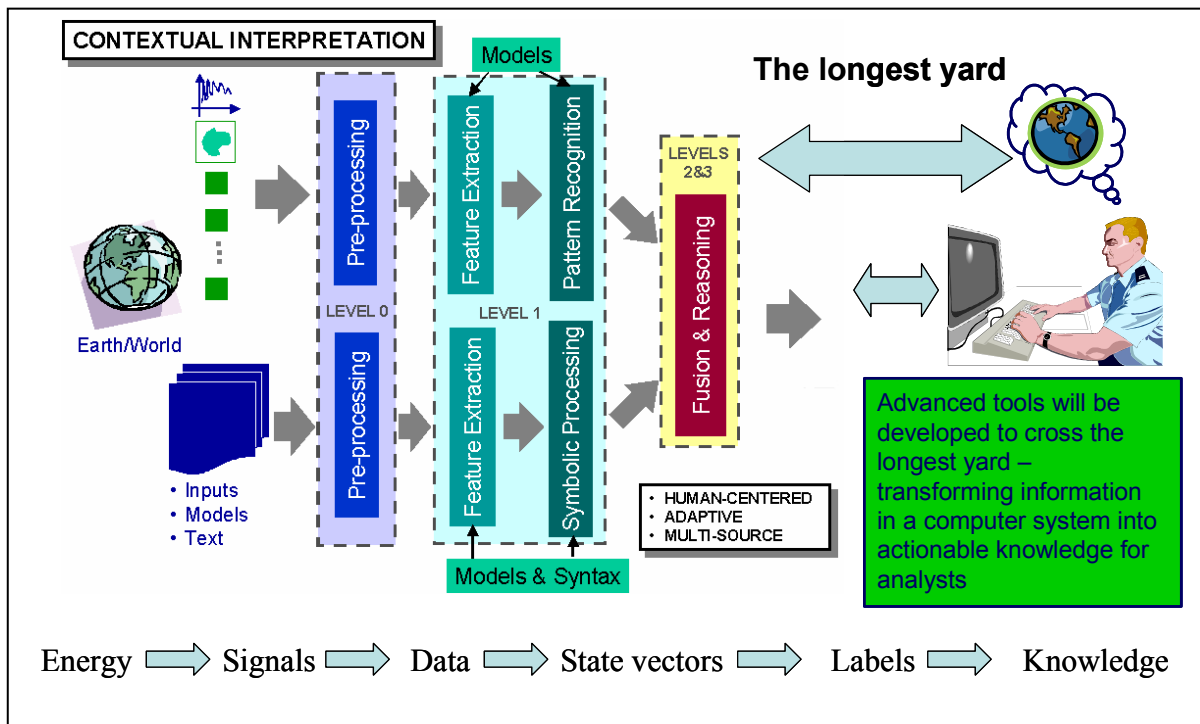 CONTEXTUAL INTERPRETATION
Models
The longest yard
Earth/World
• Inputs
• Models
• Text
Pre-processing
LEVEL 0
Pre-processing
Feature Extraction
Pattern Recognition
LEVEL 1
Feature Extraction
Symbolic Processing
Models & Syntax
LEVELS
2&3
Fusion & Reasoning
• HUMAN-CENTERED
• ADAPTIVE
• MULTI-SOURCE
Advanced tools will be
developed to cross the
longest yard –
transforming information
in a computer system into
actionable knowledge for
analysts
Energy Signals Data State vectors Labels Knowledge